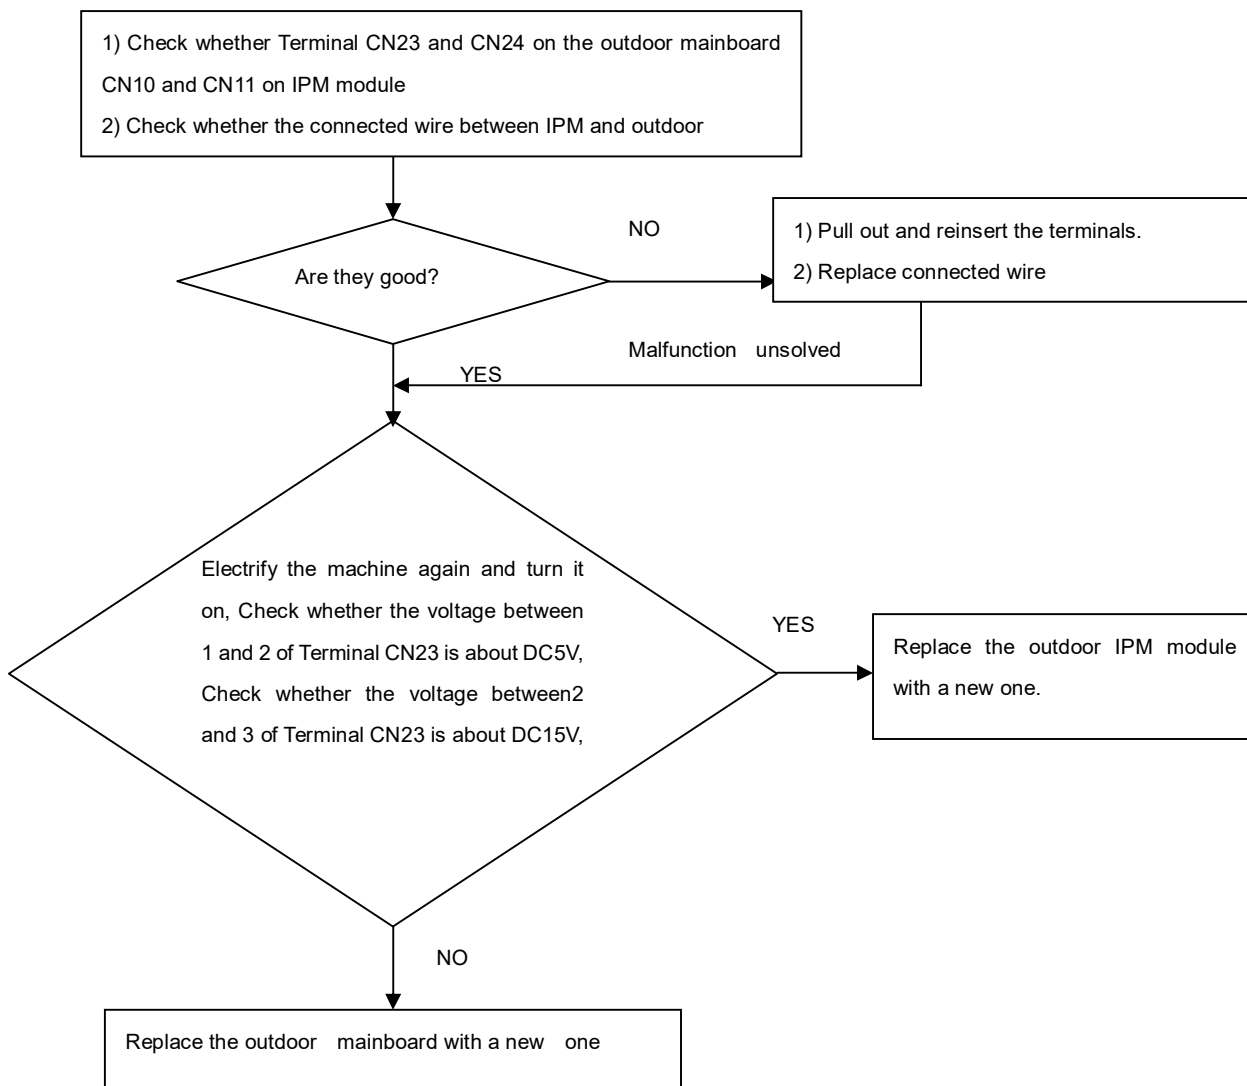 1) Check whether Terminal CN23 and CN24 on the outdoor mainboard
CN10 and CN11 on IPM module
2) Check whether the connected wire between IPM and outdoor
NO
1) Pull out and reinsert the terminals.
2) Replace connected wire
Are they good?
Malfunction unsolved
YES
Electrify the machine again and turn it
on, Check whether the voltage between
1 and 2 of Terminal CN23 is about DC5V,
Check whether the voltage between2
and 3 of Terminal CN23 is about DC15V,
YES
Replace the outdoor IPM module
with a new one.
NO
Replace the outdoor mainboard with a new one